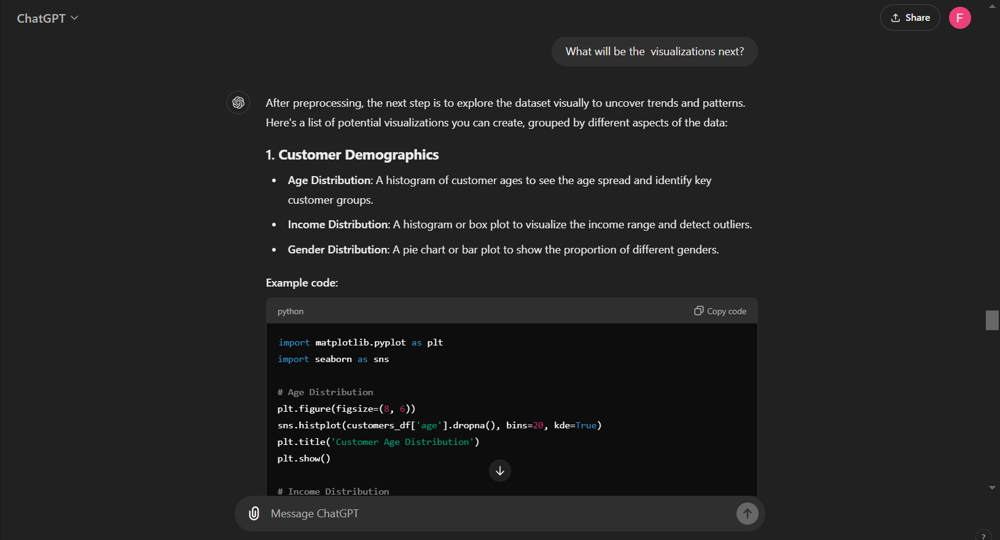 ChatGPT
Share
F
What will be the  visualizations next?
After preprocessing, the next step is to explore the dataset visually to uncover trends and patterns.
Here's a list of potential visualizations you can create, grouped by different aspects of the data:
1. Customer Demographics
• Age Distribution: A histogram of customer ages to see the age spread and identify key
customer groups.
• Income Distribution: A histogram or box plot to visualize the income range and detect outliers.
• Gender Distribution: A pie chart or bar plot to show the proportion of different genders.
Example code:
python
Copy code
import matplotlib.pyplot as plt
import seaborn as sns
# Age Distribution
plt.figure(figsize=(8, 6))
sns.histplot(customers_df['age'].dropna(), bins=20, kde=True)
plt.title('Customer Age Distribution')
plt.show()
# Income Distribution
Message ChatGPT
?